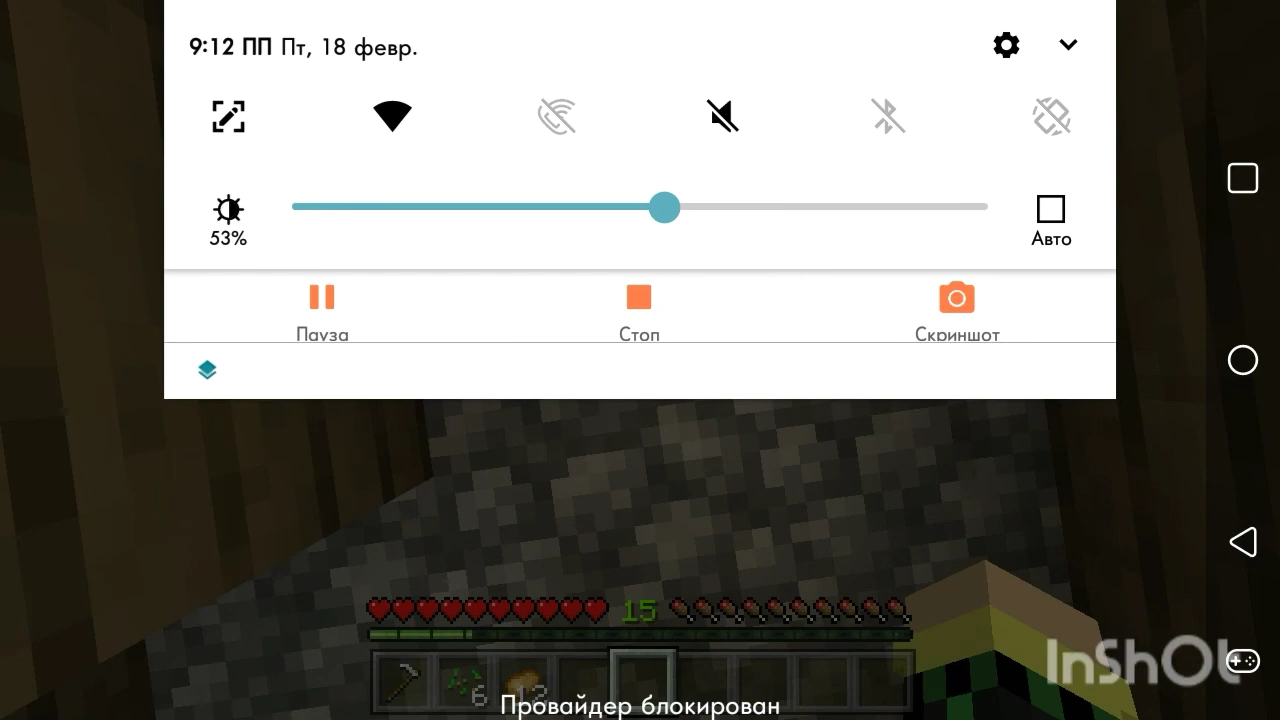 9:12 ПП Пт, 18 февр.
53%
Авто
Пауза
Стоп
Скриншот
15
6
12
InShOt
Провайдер блокирован